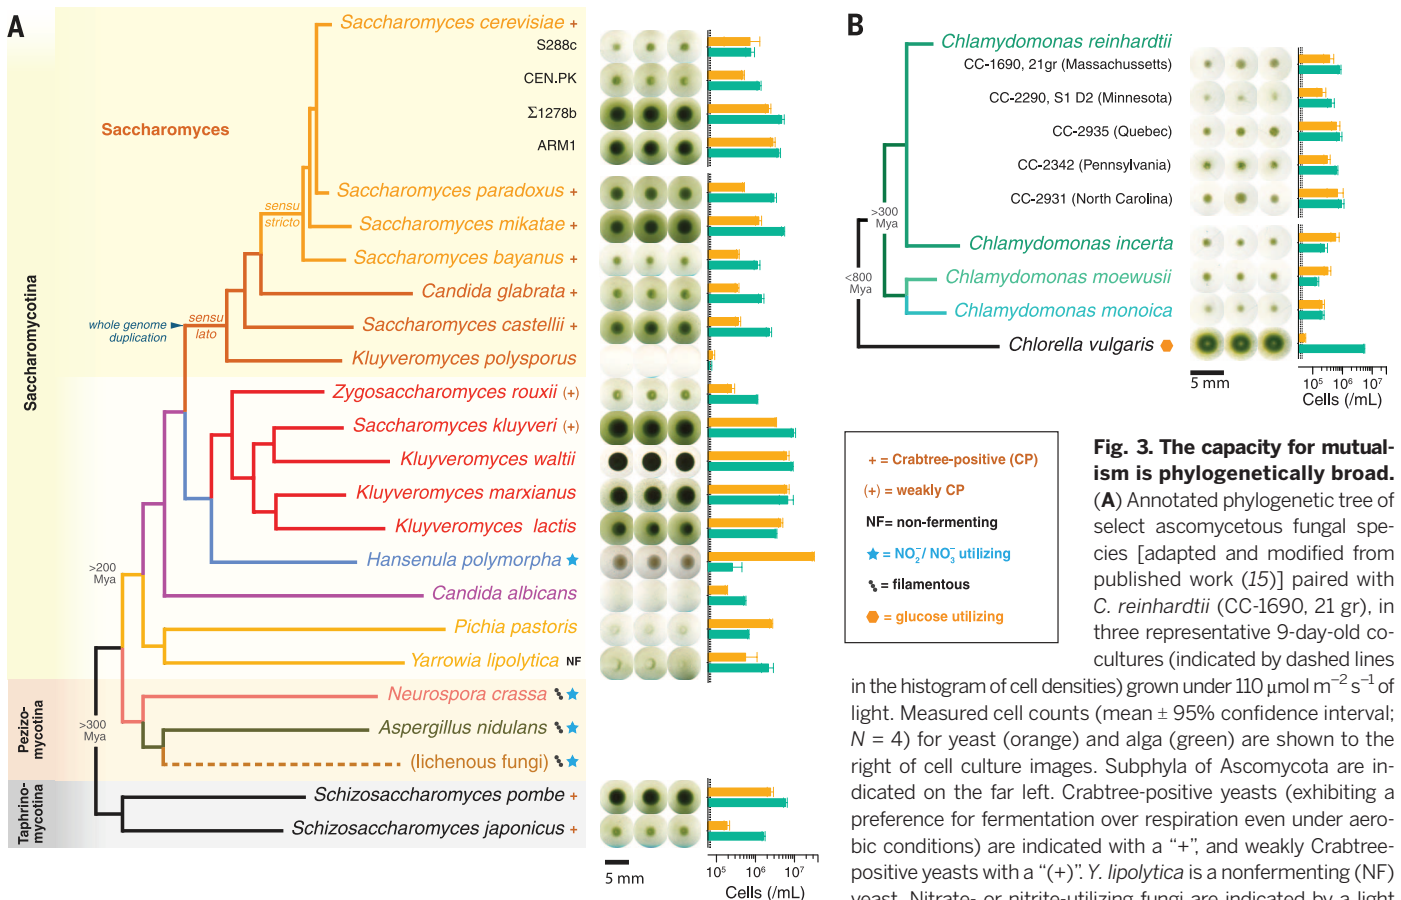 A
Saccharomyces cerevisiae +
S288c
CEN.PK
Σ1278b
ARM1
Saccharomyces
Saccharomyces paradoxus +
sensu
stricto
Saccharomyces mikatae +
Saccharomyces bayanus +
Candida glabrata +
whole genome
duplication
sensu
lato
Saccharomyces castellii +
Kluyveromyces polysporus
Saccharomycotina
Zygosaccharomyces rouxii (+)
Saccharomyces kluyveri (+)
Kluyveromyces waltii
Kluyveromyces marxianus
Kluyveromyces lactis
Hansenula polymorpha
>200
Mya
Candida albicans
Pichia pastoris
Yarrowia lipolytica NF
Pezizo-
mycotina
Neurospora crassa
>300
Mya
Aspergillus nidulans
(lichenous fungi)
Taphrino-
mycotina
Schizosaccharomyces pombe +
Schizosaccharomyces japonicus +
5 mm
10⁵ 10⁶ 10⁷
Cells (/mL)
B
Chlamydomonas reinhardtii
CC-1690, 21gr (Massachussetts)
CC-2290, S1 D2 (Minnesota)
CC-2935 (Quebec)
CC-2342 (Pennsylvania)
CC-2931 (North Carolina)
>300
Mya
Chlamydomonas incerta
<800
Mya
Chlamydomonas moewusii
Chlamydomonas monoica
Chlorella vulgaris
5 mm
10⁵ 10⁶ 10⁷
Cells (/mL)
+ = Crabtree-positive (CP)
(+) = weakly CP
NF= non-fermenting
= NO₂⁻/ NO₃⁻ utilizing
= filamentous
= glucose utilizing
Fig. 3. The capacity for mutual-
ism is phylogenetically broad.
(A) Annotated phylogenetic tree of
select ascomycetous fungal spe-
cies [adapted and modified from
published work (15)] paired with
C. reinhardtii (CC-1690, 21 gr), in
three representative 9-day-old co-
cultures (indicated by dashed lines
in the histogram of cell densities) grown under 110 μmol m⁻² s⁻¹ of
light. Measured cell counts (mean ± 95% confidence interval;
N = 4) for yeast (orange) and alga (green) are shown to the
right of cell culture images. Subphyla of Ascomycota are in-
dicated on the far left. Crabtree-positive yeasts (exhibiting a
preference for fermentation over respiration even under aero-
bic conditions) are indicated with a “+”, and weakly Crabtree-
positive yeasts with a “(+)”. Y. lipolytica is a nonfermenting (NF)
yeast. Nitrate- or nitrite-utilizing fungi are indicated by a light